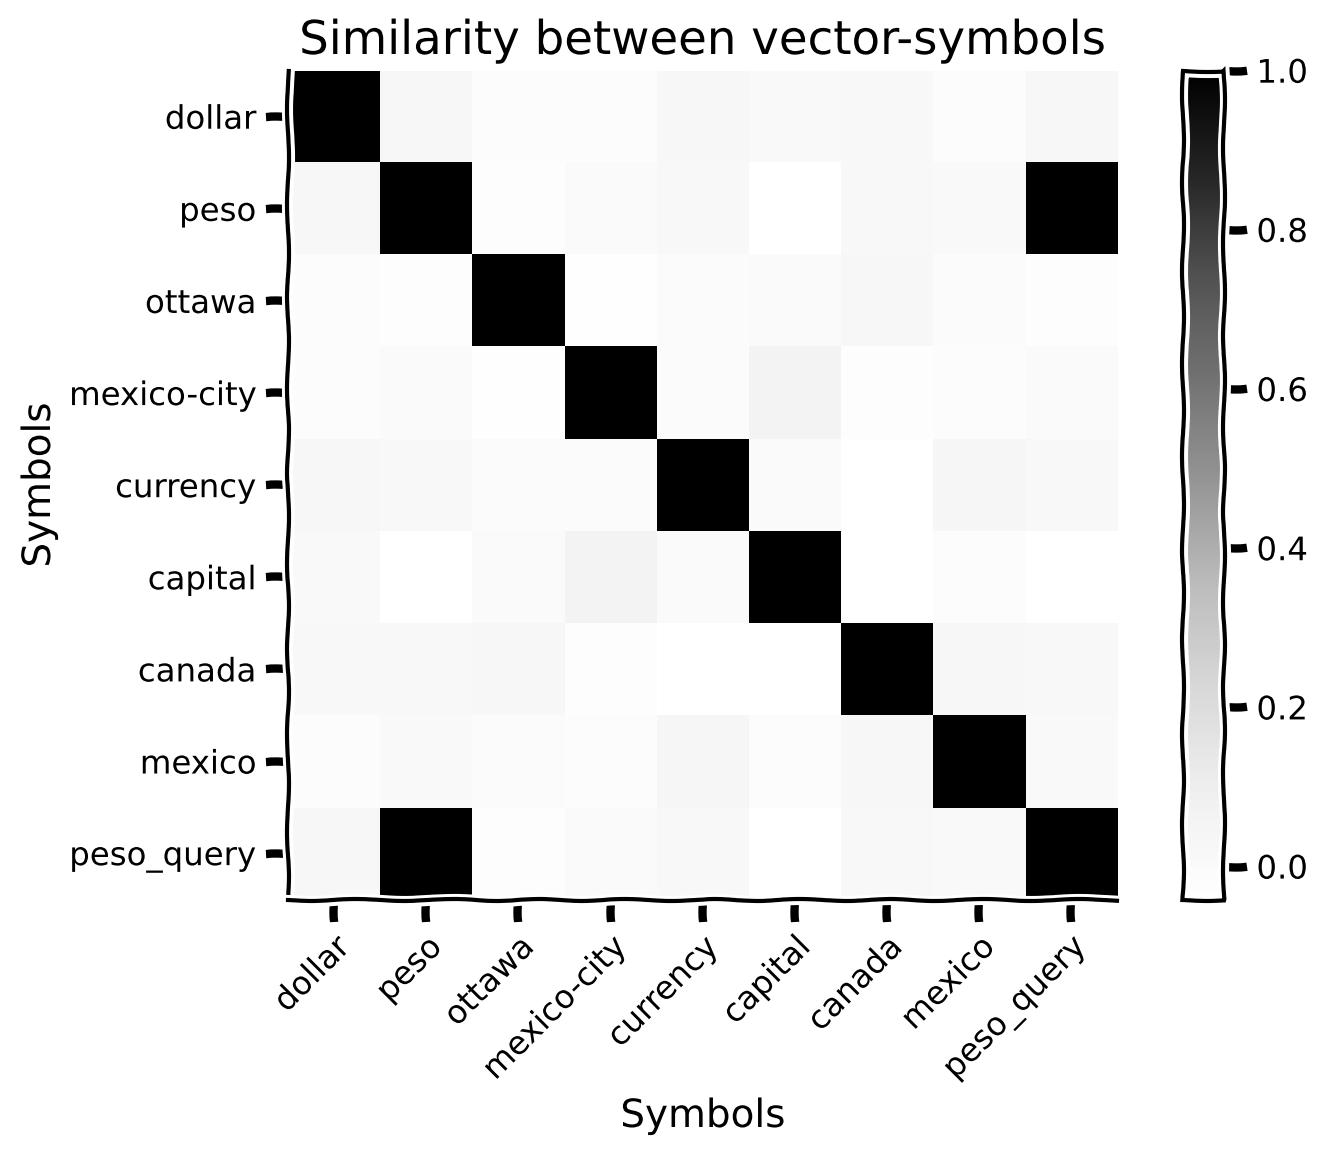 Similarity between vector-symbols
dollar
peso
ottawa
mexico-city
currency
capital
canada
mexico
peso_query
Symbols
dollar
peso
ottawa
mexico-city
currency
capital
canada
mexico
peso_query
Symbols
1.0
0.8
0.6
0.4
0.2
0.0